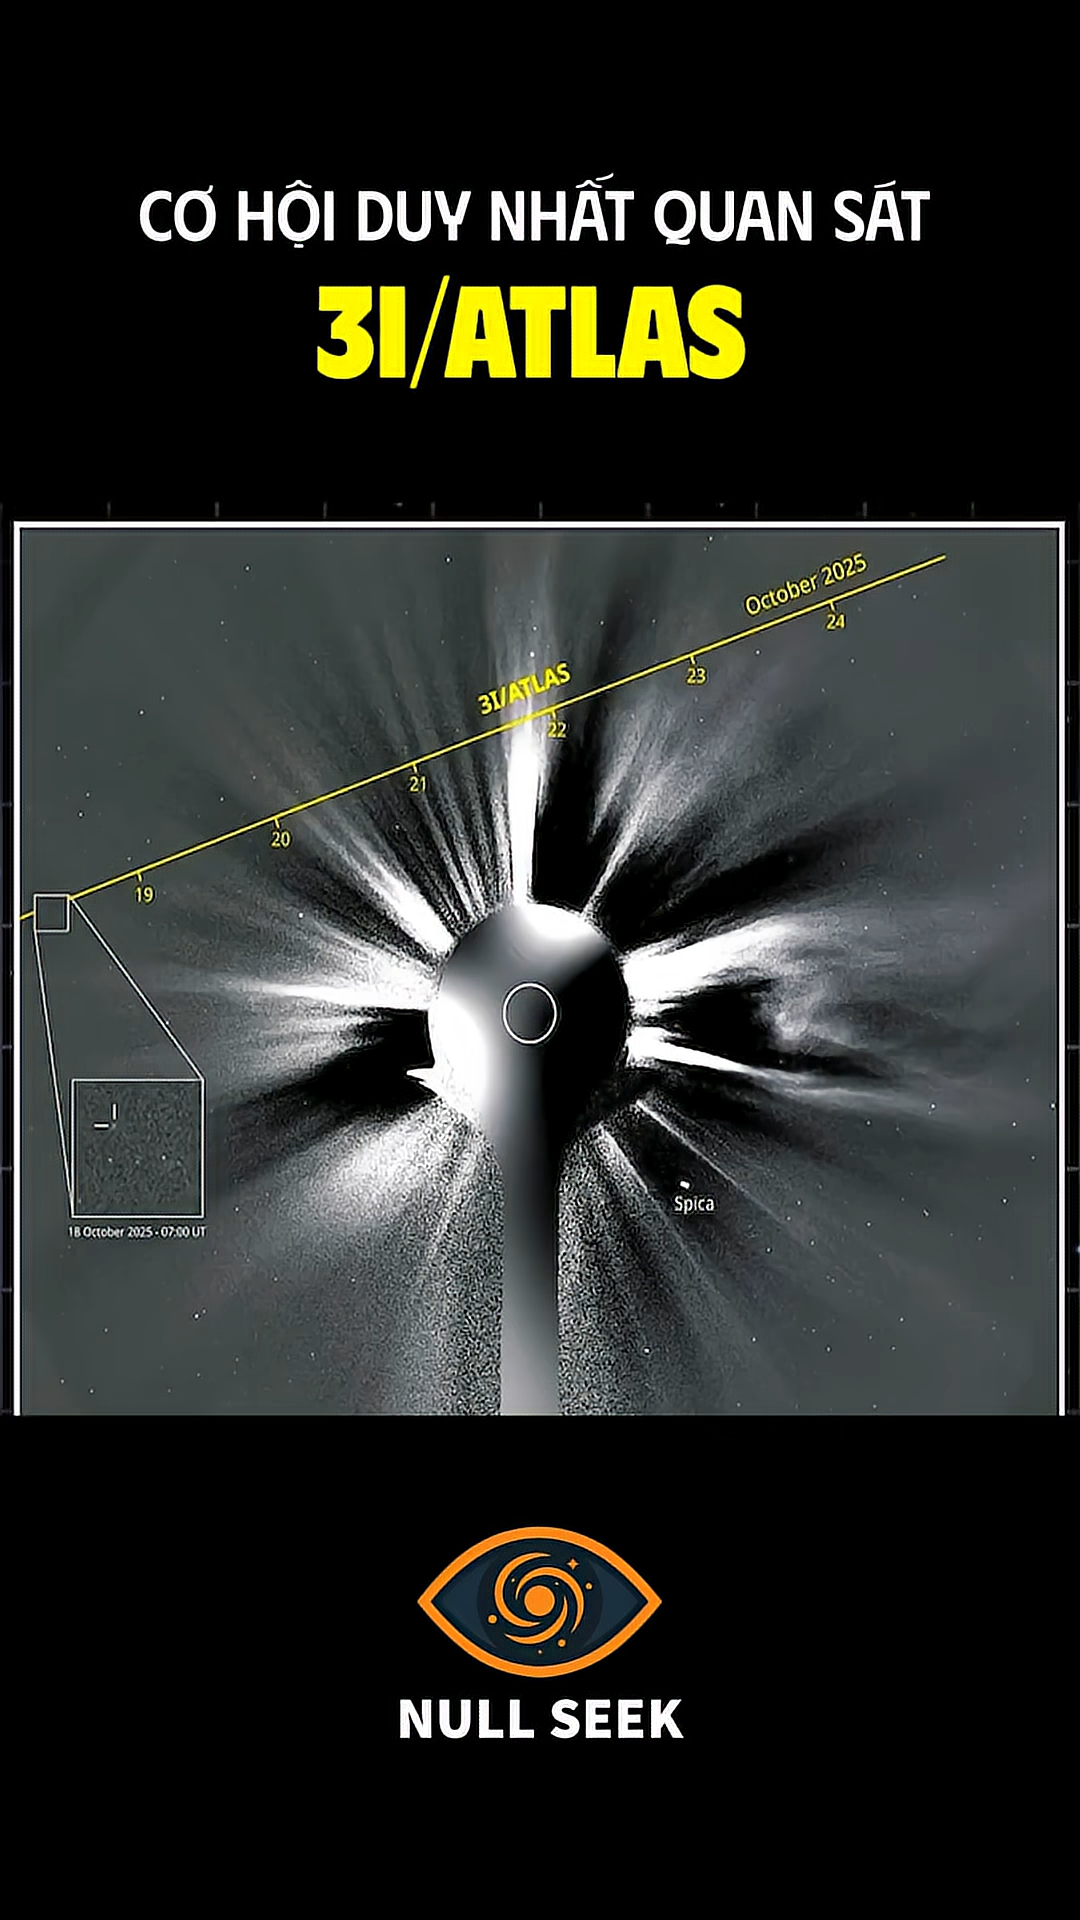 CƠ HỘI DUY NHẤT QUAN SÁT
3I/ATLAS
October 2025
24
23
3I/ATLAS
22
21
20
19
18 October 2025 - 07:00 UT
Spica
NULL SEEK